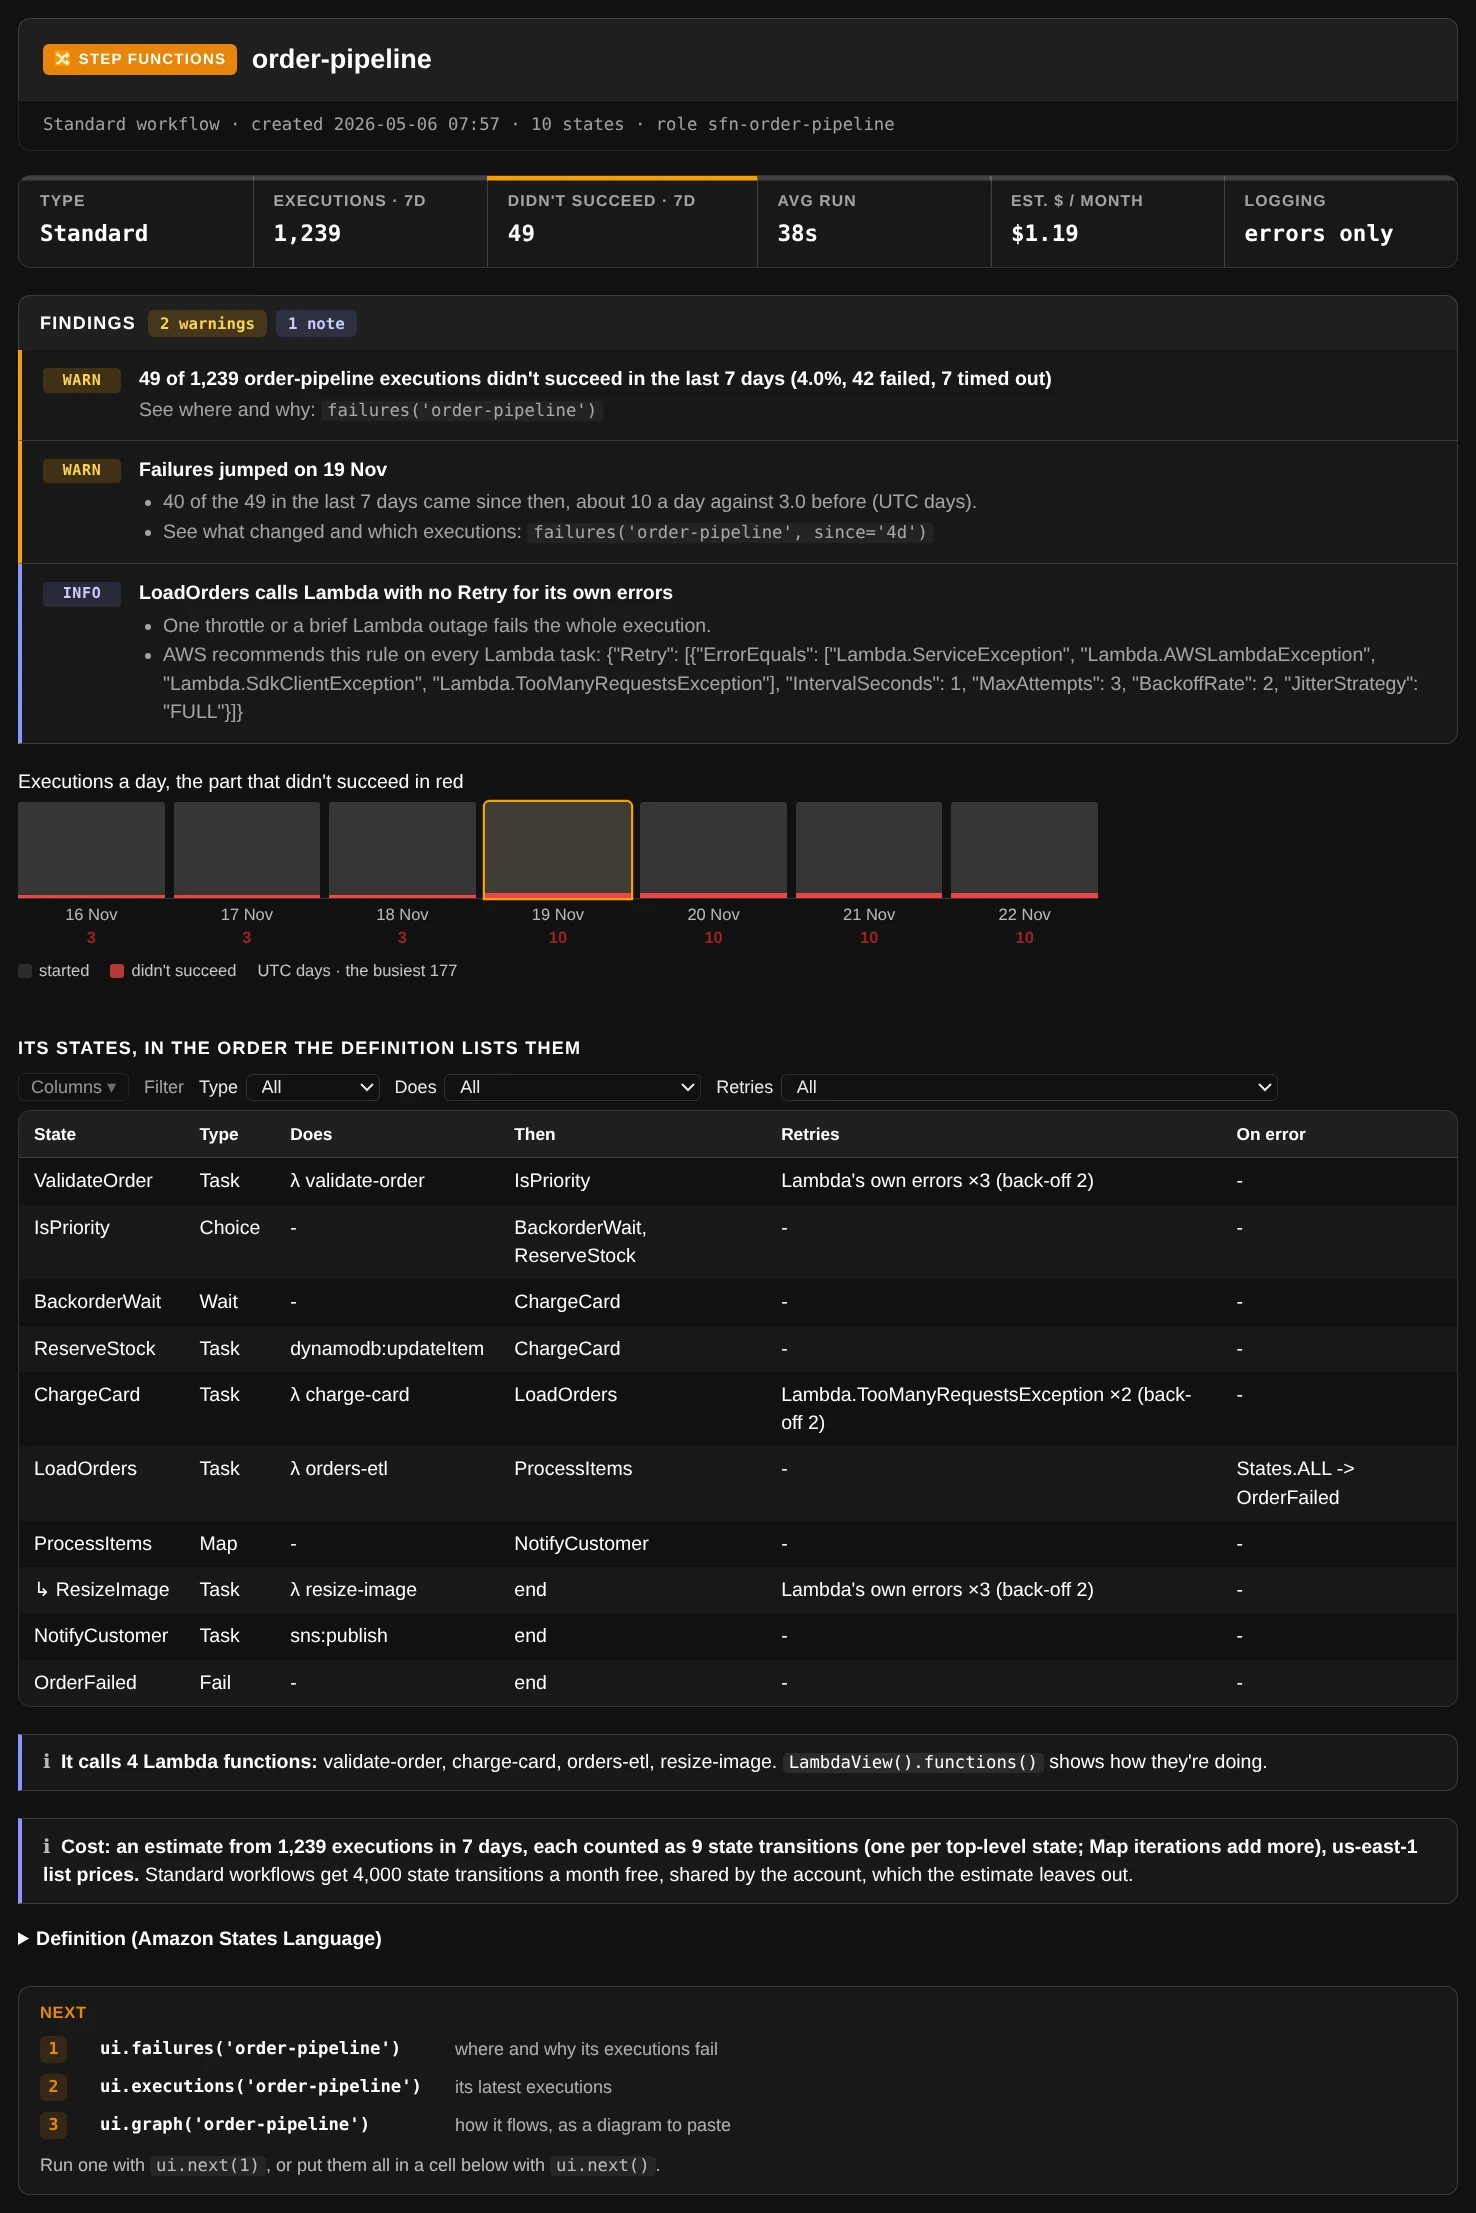 STEP FUNCTIONS order-pipeline
Standard workflow · created 2026-05-06 07:57 · 10 states · role sfn-order-pipeline
TYPE
Standard
EXECUTIONS · 7D
1,239
DIDN'T SUCCEED · 7D
49
AVG RUN
38s
EST. $ / MONTH
$1.19
LOGGING
errors only
FINDINGS 2 warnings 1 note
WARN 49 of 1,239 order-pipeline executions didn't succeed in the last 7 days (4.0%, 42 failed, 7 timed out)
See where and why: failures('order-pipeline')
WARN Failures jumped on 19 Nov
• 40 of the 49 in the last 7 days came since then, about 10 a day against 3.0 before (UTC days).
• See what changed and which executions: failures('order-pipeline', since='4d')
INFO LoadOrders calls Lambda with no Retry for its own errors
• One throttle or a brief Lambda outage fails the whole execution.
• AWS recommends this rule on every Lambda task: {"Retry": [{"ErrorEquals": ["Lambda.ServiceException", "Lambda.AWSLambdaException",
"Lambda.SdkClientException", "Lambda.TooManyRequestsException"], "IntervalSeconds": 1, "MaxAttempts": 3, "BackoffRate": 2, "JitterStrategy":
"FULL"}]}
Executions a day, the part that didn't succeed in red
16 Nov 17 Nov 18 Nov 19 Nov 20 Nov 21 Nov 22 Nov
3 3 3 10 10 10 10
started didn't succeed UTC days · the busiest 177
ITS STATES, IN THE ORDER THE DEFINITION LISTS THEM
Columns ▾ Filter Type All Does All Retries All
State Type Does Then Retries On error
ValidateOrder Task λ validate-order IsPriority Lambda's own errors ×3 (back-off 2) -
IsPriority Choice - BackorderWait, - -
ReserveStock
BackorderWait Wait - ChargeCard - -
ReserveStock Task dynamodb:updateItem ChargeCard - -
ChargeCard Task λ charge-card LoadOrders Lambda.TooManyRequestsException ×2 (back- -
off 2)
LoadOrders Task λ orders-etl ProcessItems - States.ALL ->
OrderFailed
ProcessItems Map - NotifyCustomer - -
↳ ResizeImage Task λ resize-image end Lambda's own errors ×3 (back-off 2) -
NotifyCustomer Task sns:publish end - -
OrderFailed Fail - end - -
ℹ It calls 4 Lambda functions: validate-order, charge-card, orders-etl, resize-image. LambdaView().functions() shows how they're doing.
ℹ Cost: an estimate from 1,239 executions in 7 days, each counted as 9 state transitions (one per top-level state; Map iterations add more), us-east-1
list prices. Standard workflows get 4,000 state transitions a month free, shared by the account, which the estimate leaves out.
▶ Definition (Amazon States Language)
NEXT
1 ui.failures('order-pipeline') where and why its executions fail
2 ui.executions('order-pipeline') its latest executions
3 ui.graph('order-pipeline') how it flows, as a diagram to paste
Run one with ui.next(1), or put them all in a cell below with ui.next().